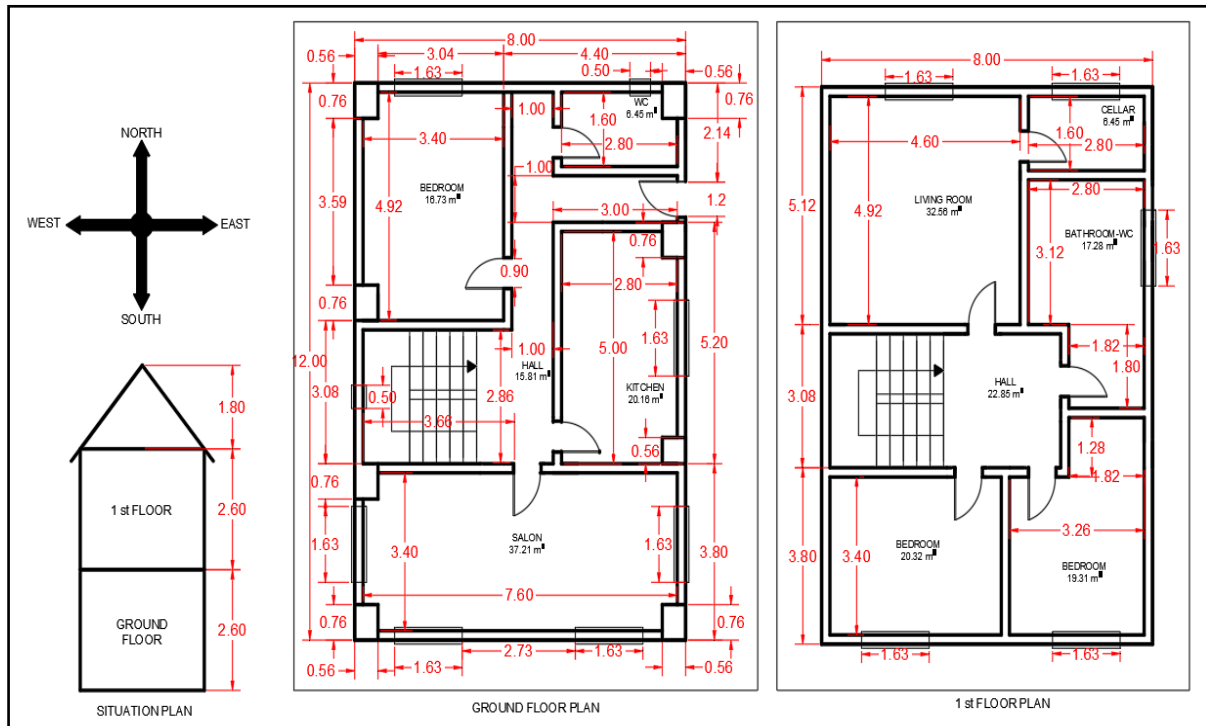 NORTH
WEST
EAST
SOUTH
1.80
1 st FLOOR
2.60
GROUND
FLOOR
2.60
SITUATION PLAN
8.00
0.56
3.04
4.40
1.63
0.50
0.56
0.76
0.76
WC
6.45 m²
1.00
1.60
2.14
3.40
2.80
BEDROOM
16.73 m²
1.00
3.59
4.92
3.00
1.2
0.76
0.90
2.80
0.76
12.00
1.63
5.20
1.00
5.00
HALL
15.81 m²
3.08
0.50
2.86
KITCHEN
20.16 m²
3.66
0.56
0.76
SALON
37.21 m²
1.63
3.40
1.63
3.80
7.60
0.76
0.76
0.56
1.63
2.73
1.63
0.56
GROUND FLOOR PLAN
8.00
1.63
1.63
CELLAR
6.45 m²
1.60
4.60
2.80
2.80
5.12
4.92
LIVING ROOM
32.56 m²
BATHROOM-WC
17.28 m²
3.12
1.63
1.82
1.80
HALL
22.85 m²
3.08
1.28
1.82
3.26
BEDROOM
20.32 m²
3.80
3.40
BEDROOM
19.31 m²
1.63
1.63
1 st FLOOR PLAN